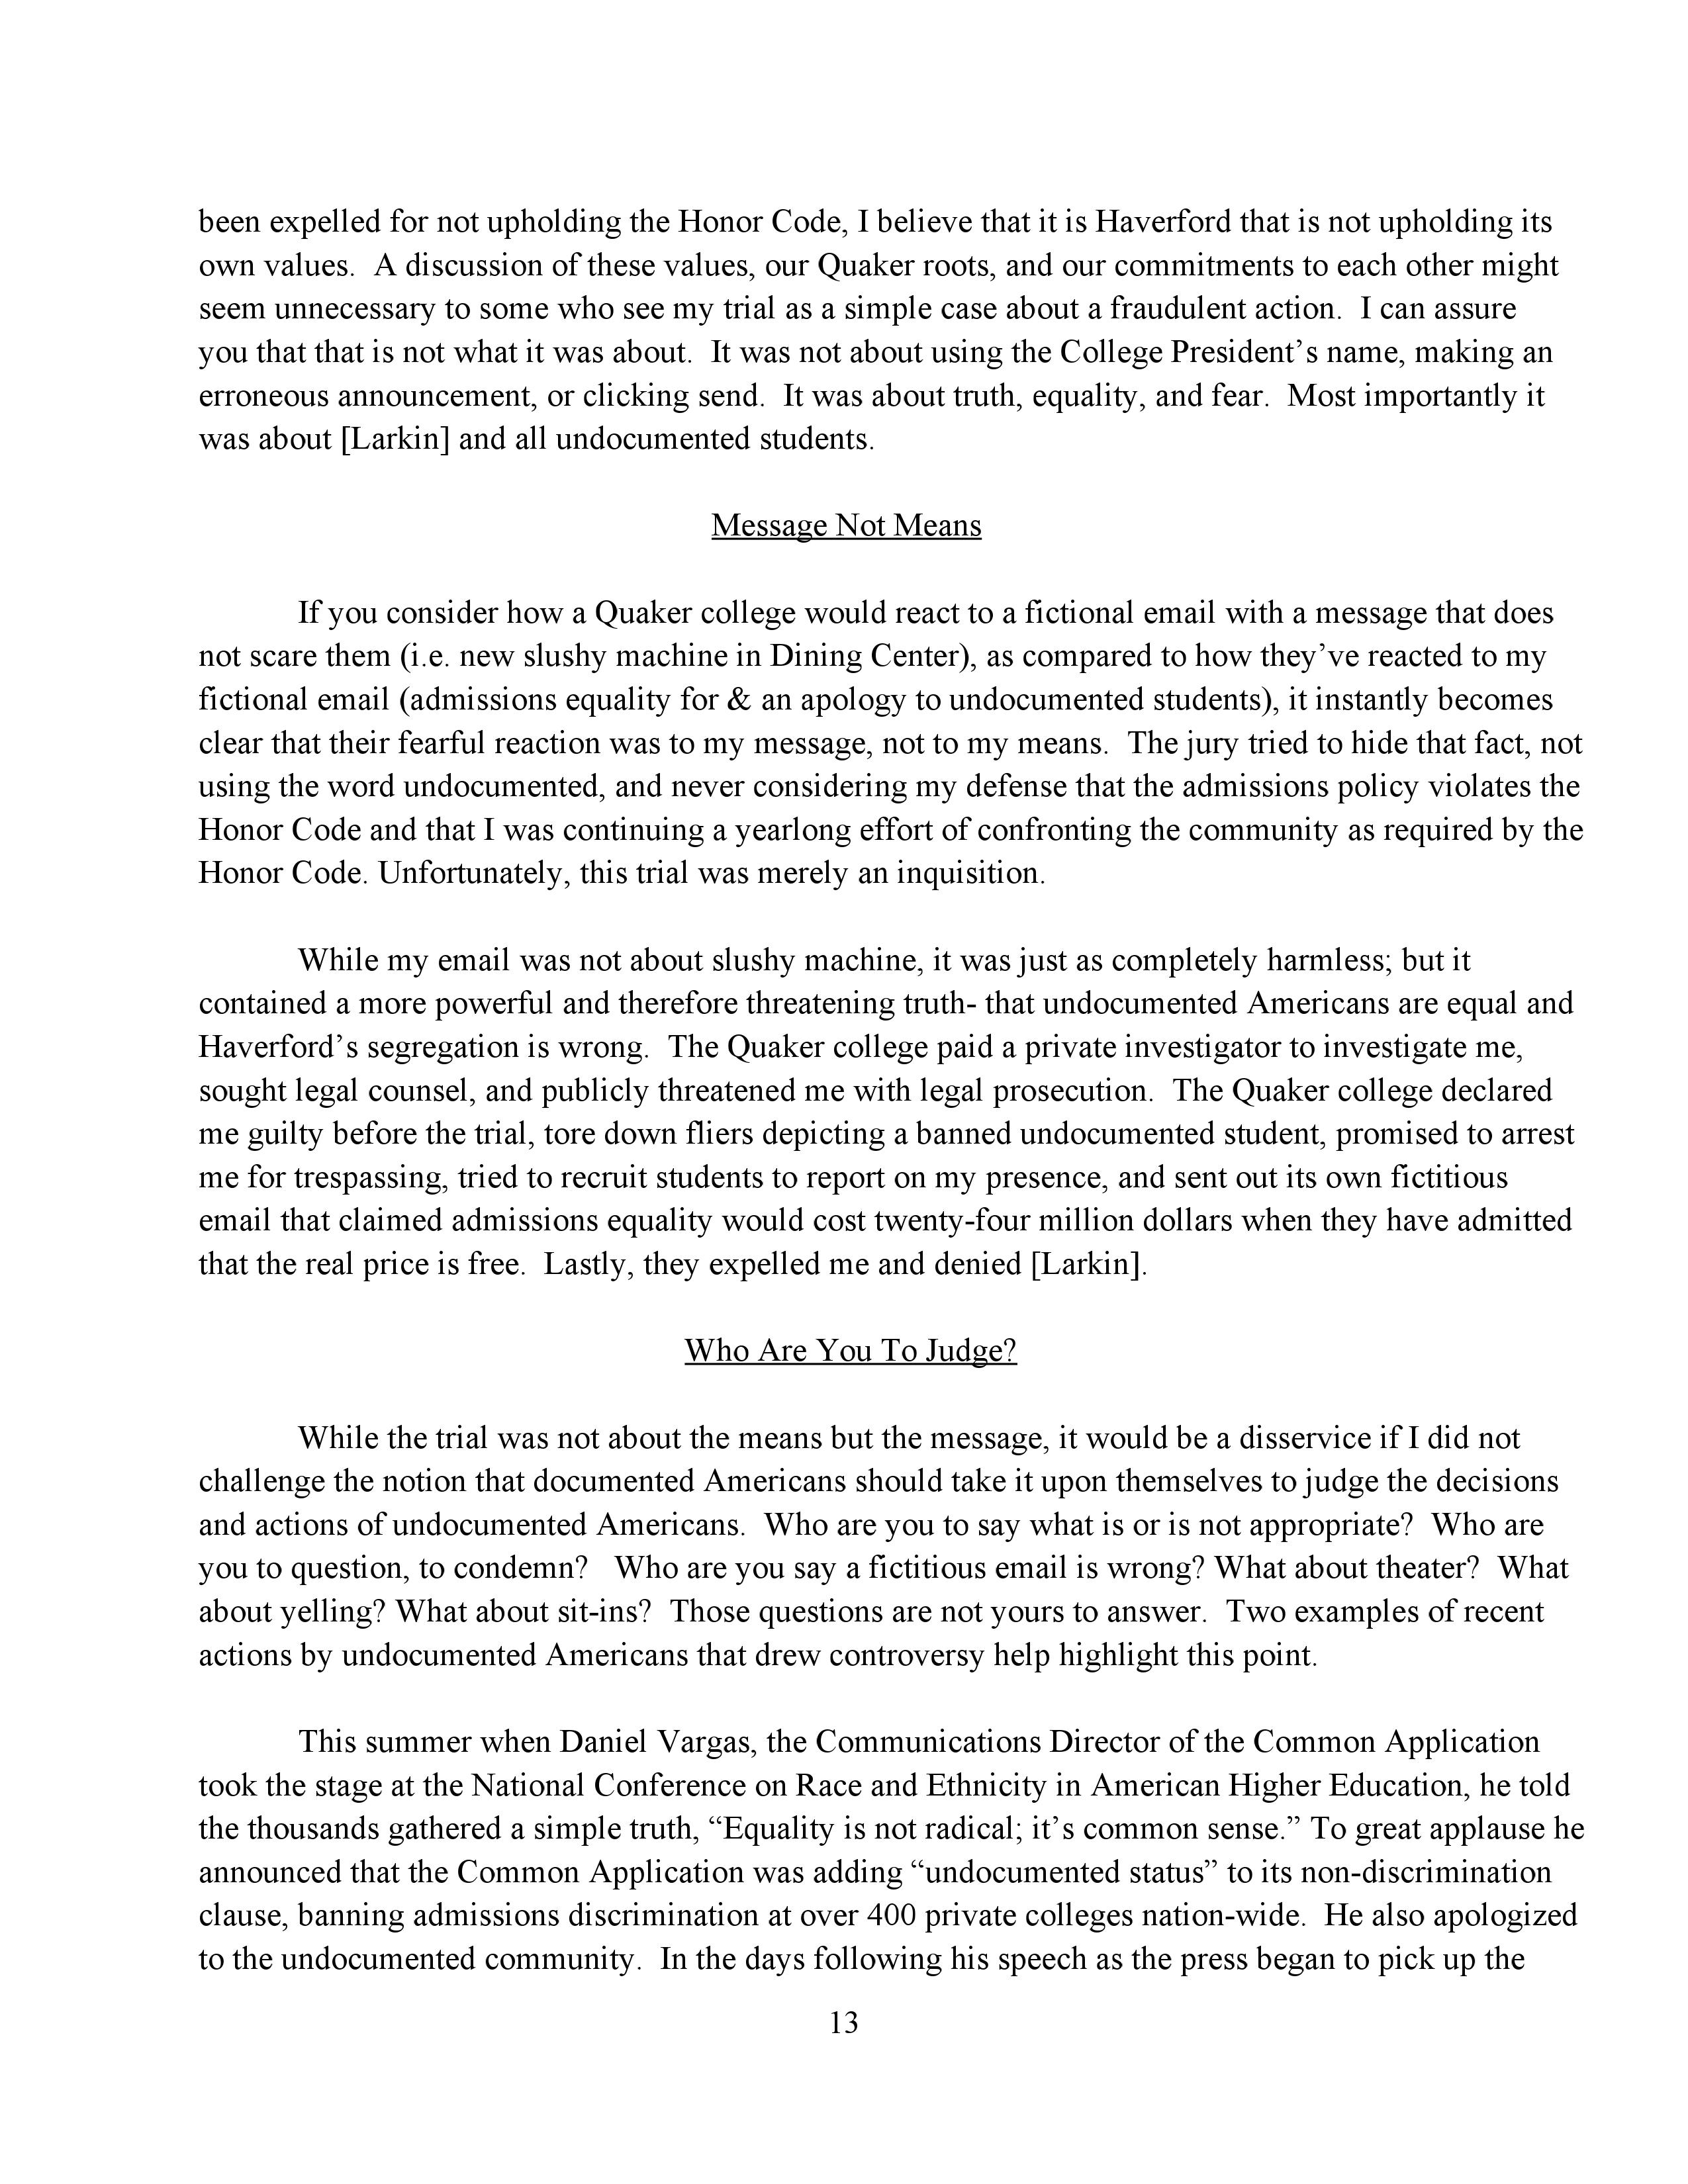 been expelled for not upholding the Honor Code, I believe that it is Haverford that is not upholding its
own values.  A discussion of these values, our Quaker roots, and our commitments to each other might
seem unnecessary to some who see my trial as a simple case about a fraudulent action.  I can assure
you that that is not what it was about.  It was not about using the College President’s name, making an
erroneous announcement, or clicking send.  It was about truth, equality, and fear.  Most importantly it
was about [Larkin] and all undocumented students.
Message Not Means
If you consider how a Quaker college would react to a fictional email with a message that does
not scare them (i.e. new slushy machine in Dining Center), as compared to how they’ve reacted to my
fictional email (admissions equality for & an apology to undocumented students), it instantly becomes
clear that their fearful reaction was to my message, not to my means.  The jury tried to hide that fact, not
using the word undocumented, and never considering my defense that the admissions policy violates the
Honor Code and that I was continuing a yearlong effort of confronting the community as required by the
Honor Code. Unfortunately, this trial was merely an inquisition.
While my email was not about slushy machine, it was just as completely harmless; but it
contained a more powerful and therefore threatening truth- that undocumented Americans are equal and
Haverford’s segregation is wrong.  The Quaker college paid a private investigator to investigate me,
sought legal counsel, and publicly threatened me with legal prosecution.  The Quaker college declared
me guilty before the trial, tore down fliers depicting a banned undocumented student, promised to arrest
me for trespassing, tried to recruit students to report on my presence, and sent out its own fictitious
email that claimed admissions equality would cost twenty-four million dollars when they have admitted
that the real price is free.  Lastly, they expelled me and denied [Larkin].
Who Are You To Judge?
While the trial was not about the means but the message, it would be a disservice if I did not
challenge the notion that documented Americans should take it upon themselves to judge the decisions
and actions of undocumented Americans.  Who are you to say what is or is not appropriate?  Who are
you to question, to condemn?   Who are you say a fictitious email is wrong? What about theater?  What
about yelling? What about sit-ins?  Those questions are not yours to answer.  Two examples of recent
actions by undocumented Americans that drew controversy help highlight this point.
This summer when Daniel Vargas, the Communications Director of the Common Application
took the stage at the National Conference on Race and Ethnicity in American Higher Education, he told
the thousands gathered a simple truth, “Equality is not radical; it’s common sense.” To great applause he
announced that the Common Application was adding “undocumented status” to its non-discrimination
clause, banning admissions discrimination at over 400 private colleges nation-wide.  He also apologized
to the undocumented community.  In the days following his speech as the press began to pick up the
13